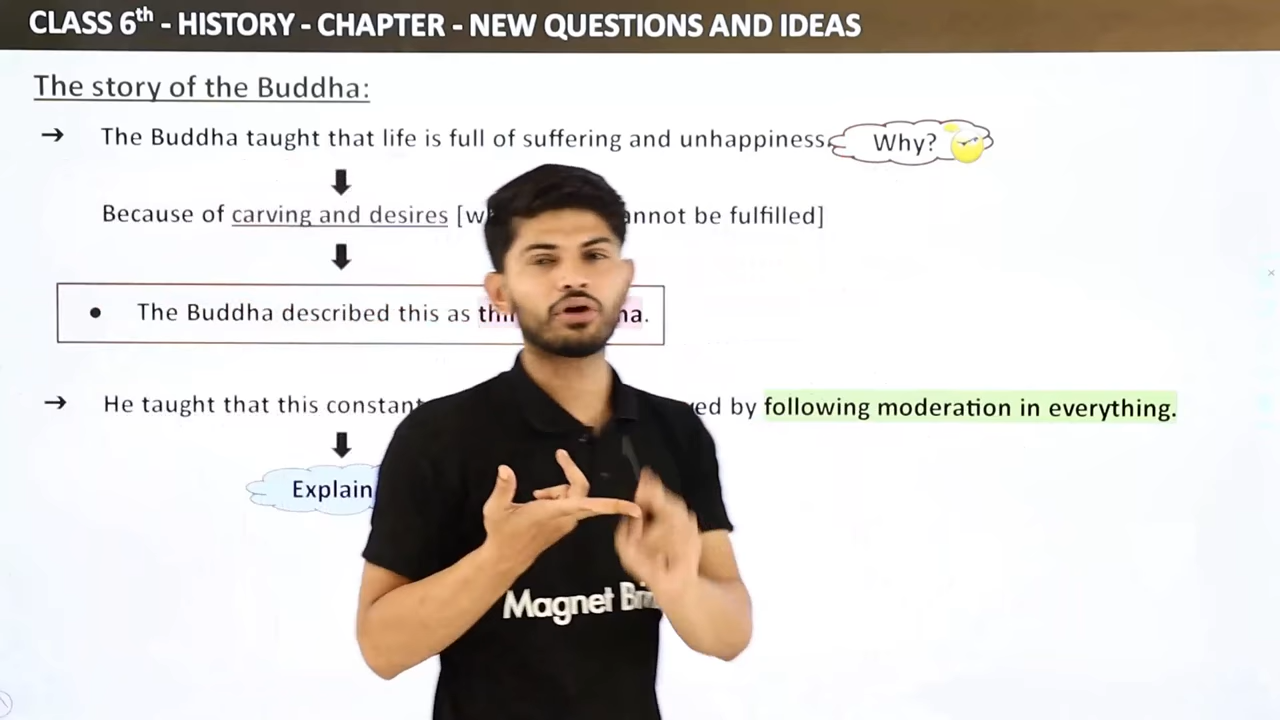 CLASS 6th - HISTORY - CHAPTER - NEW QUESTIONS AND IDEAS
The story of the Buddha:
→ The Buddha taught that life is full of suffering and unhappiness. Why?
Because of carving and desires [ be fulfilled]
• The Buddha described this as
→ He taught that this constant by following moderation in everything.
Explain
Magnet